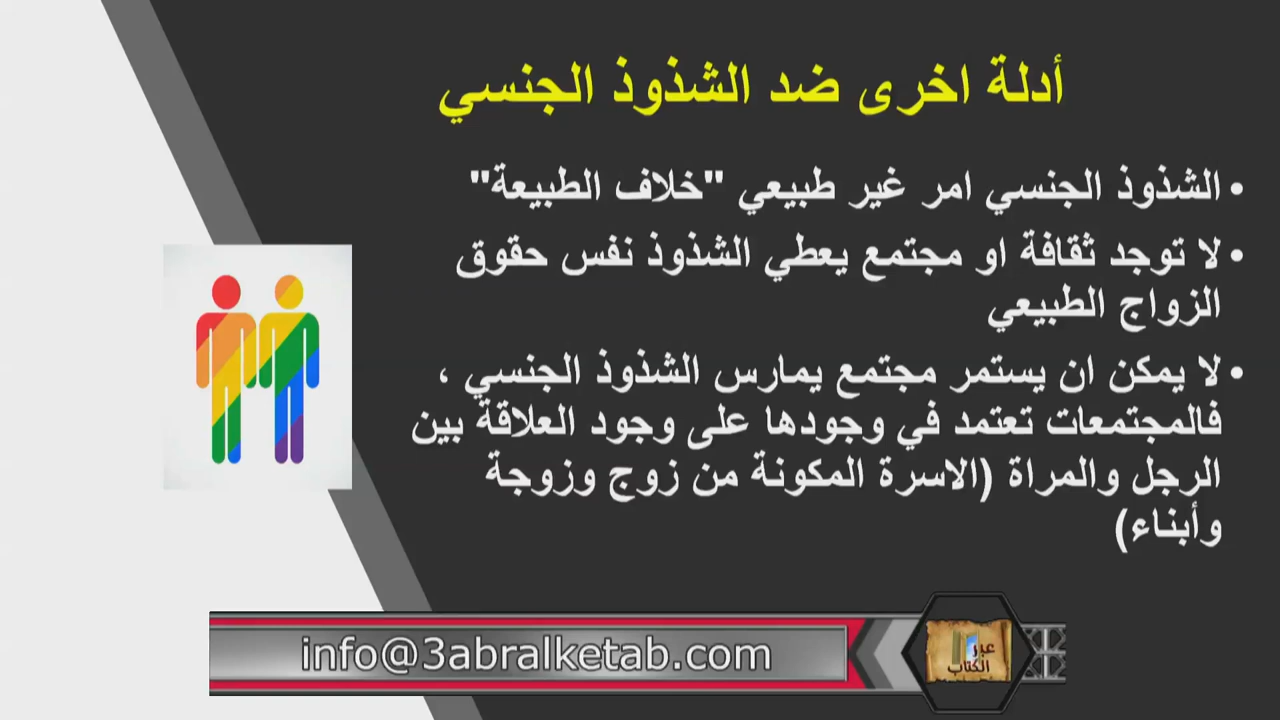 أدلة اخرى ضد الشذوذ الجنسي
• الشذوذ الجنسي امر غير طبيعي "خلاف الطبيعة"
• لا توجد ثقافة او مجتمع يعطي الشذوذ نفس حقوق
الزواج الطبيعي
• لا يمكن ان يستمر مجتمع يمارس الشذوذ الجنسي ،
فالمجتمعات تعتمد في وجودها على وجود العلاقة بين
الرجل والمراة (الاسرة المكونة من زوج وزوجة
وأبناء)
info@3abralketab.com
عبر
الكتاب